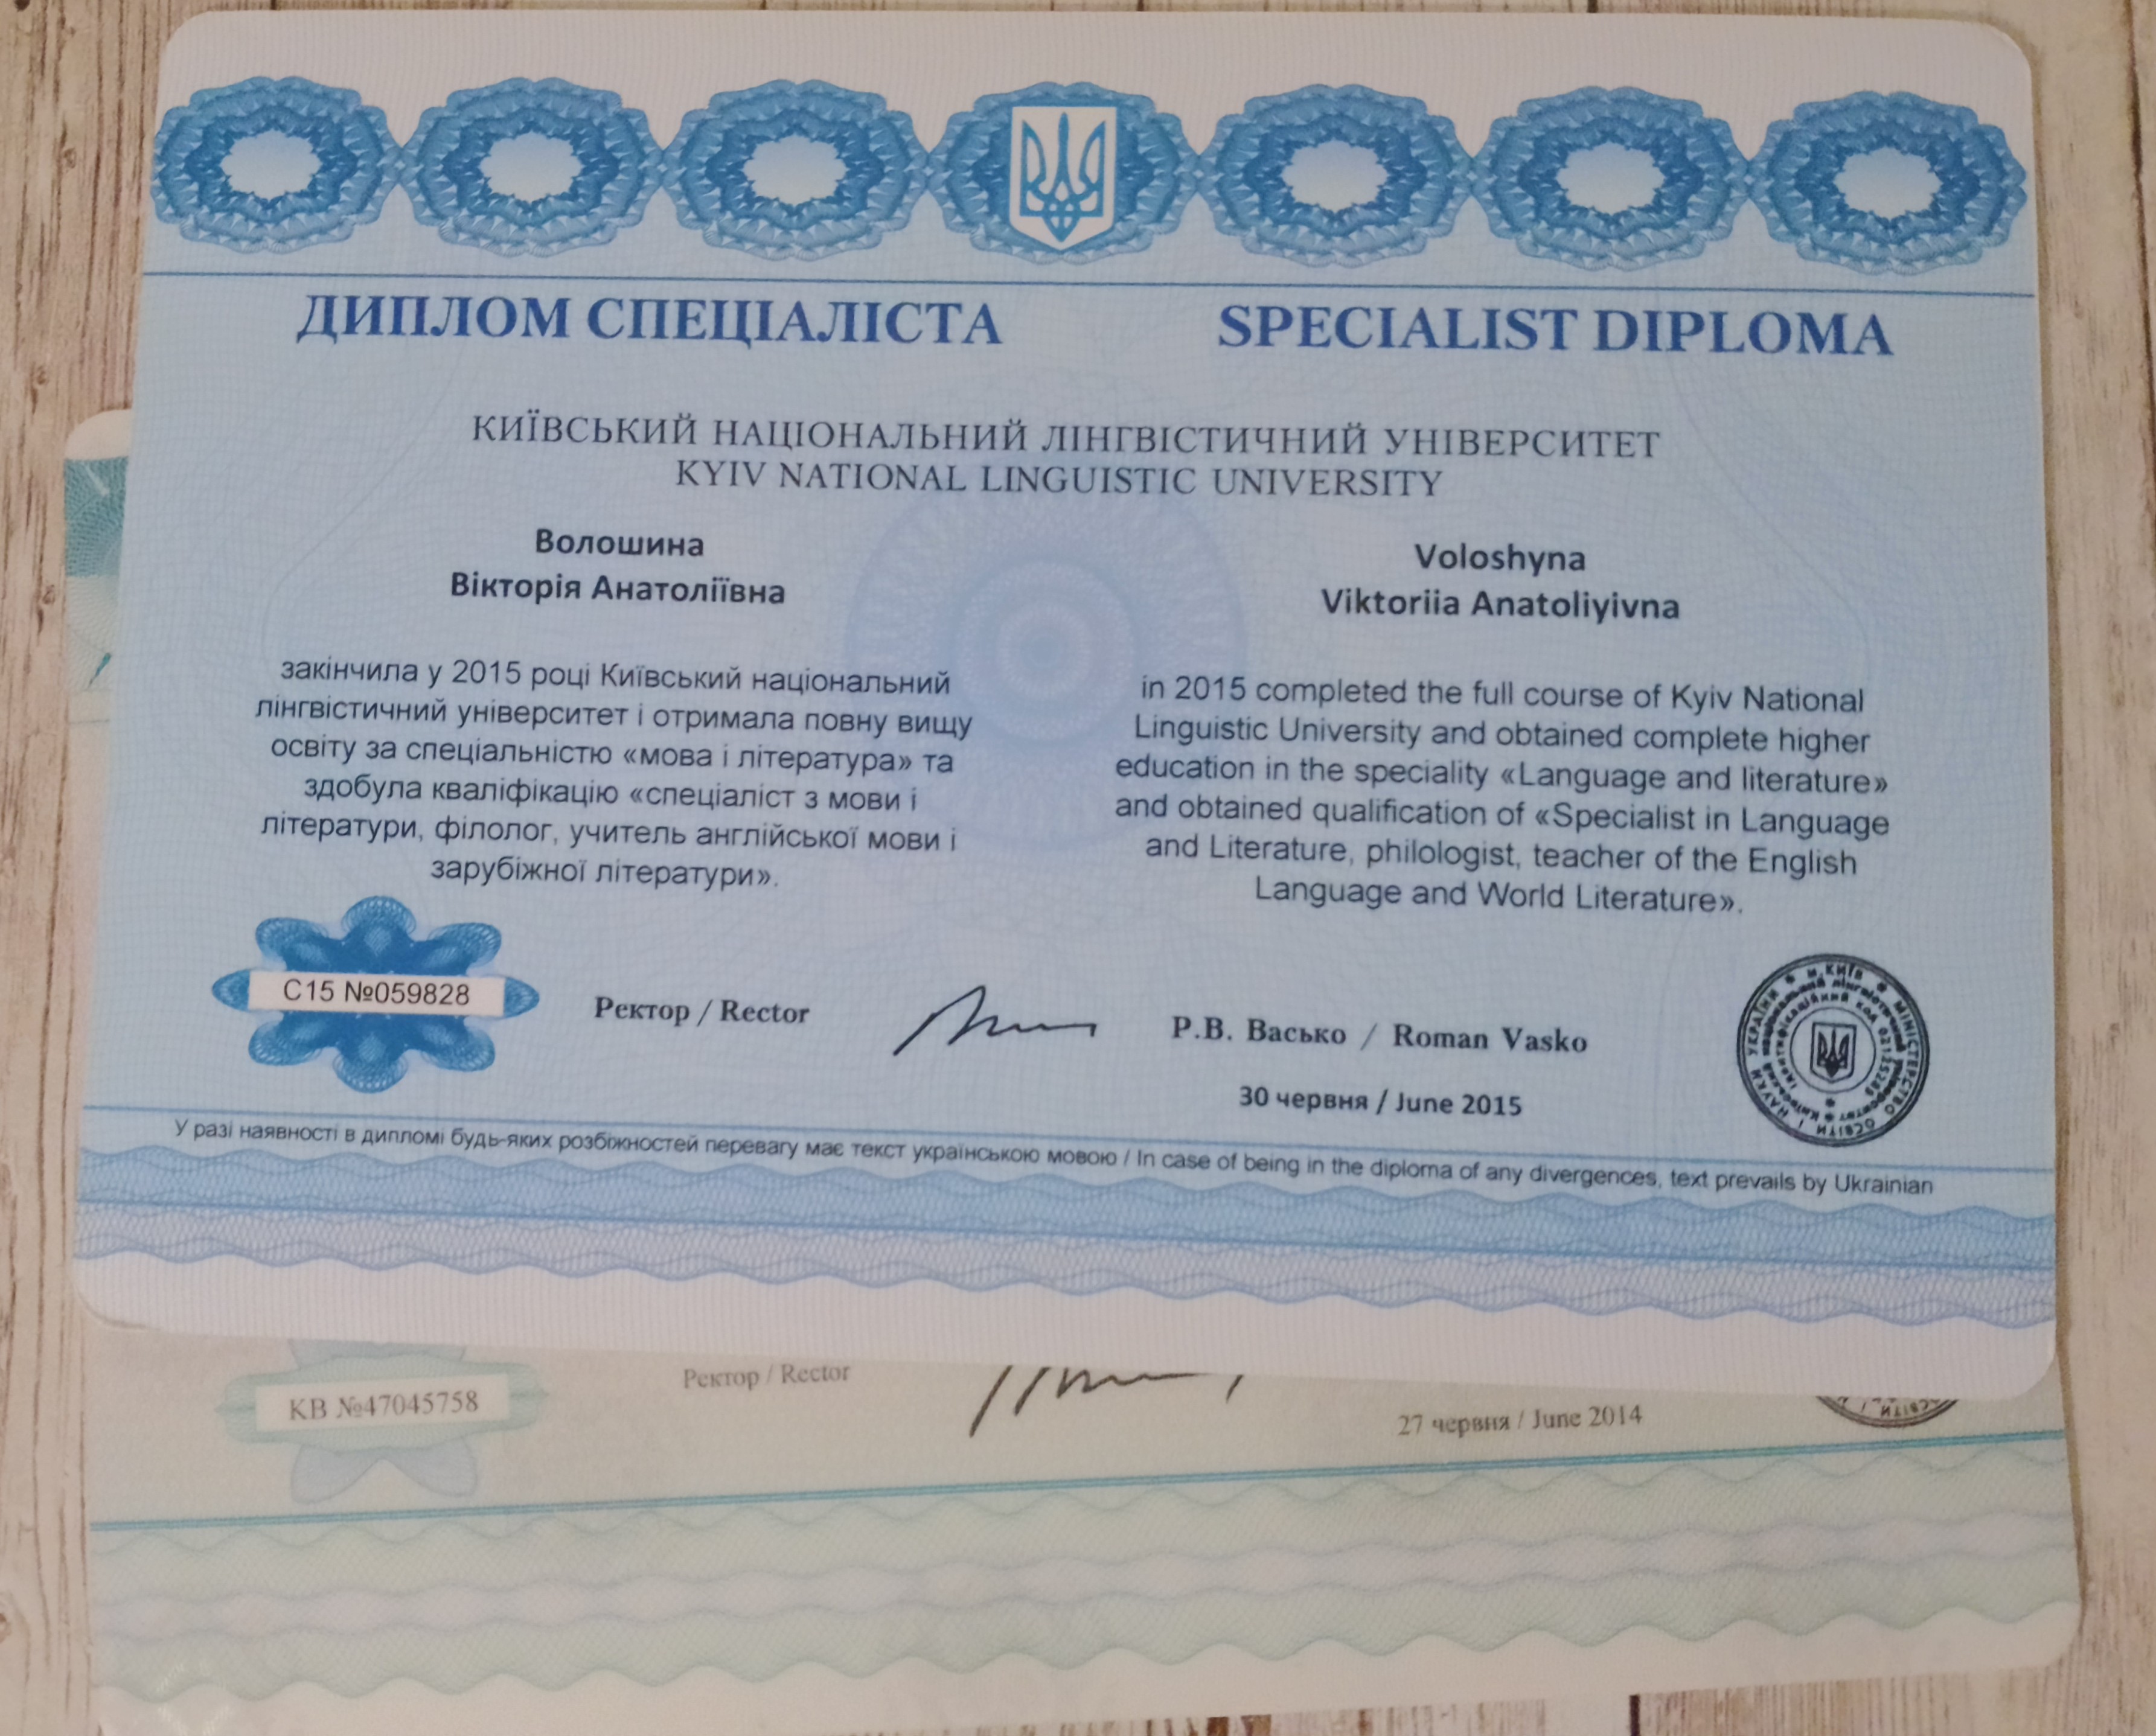 ДИПЛОМ СПЕЦІАЛІСТА
SPECIALIST DIPLOMA
КИЇВСЬКИЙ НАЦІОНАЛЬНИЙ ЛІНГВІСТИЧНИЙ УНІВЕРСИТЕТ
KYIV NATIONAL LINGUISTIC UNIVERSITY
Волошина
Вікторія Анатоліївна
закінчила у 2015 році Київський національний
лінгвістичний університет і отримала повну вищу
освіту за спеціальністю «мова і література» та
здобула кваліфікацію «спеціаліст з мови і
літератури, філолог, учитель англійської мови і
зарубіжної літератури».
Voloshyna
Viktoriia Anatoliyivna
in 2015 completed the full course of Kyiv National
Linguistic University and obtained complete higher
education in the speciality «Language and literature»
and obtained qualification of «Specialist in Language
and Literature, philologist, teacher of the English
Language and World Literature».
С15 №059828
Ректор / Rector
Р.В. Васько / Roman Vasko
30 червня / June 2015
МІНІСТЕРСТВО ОСВІТИ І НАУКИ УКРАЇНИ м.КИЇВ
У разі наявності в дипломі будь-яких розбіжностей перевагу має текст українською мовою / In case of being in the diploma of any divergences, text prevails by Ukrainian
КВ №47045758
Ректор / Rector
27 червня / June 2014